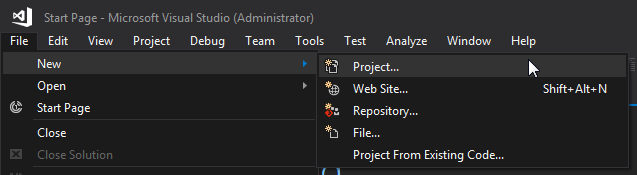 Start Page - Microsoft Visual Studio (Administrator)
File Edit View Project Debug Team Tools Test Analyze Window Help
New
Project...
Open
Web Site... Shift+Alt+N
Start Page
Repository...
Close
File...
Close Solution
Project From Existing Code...